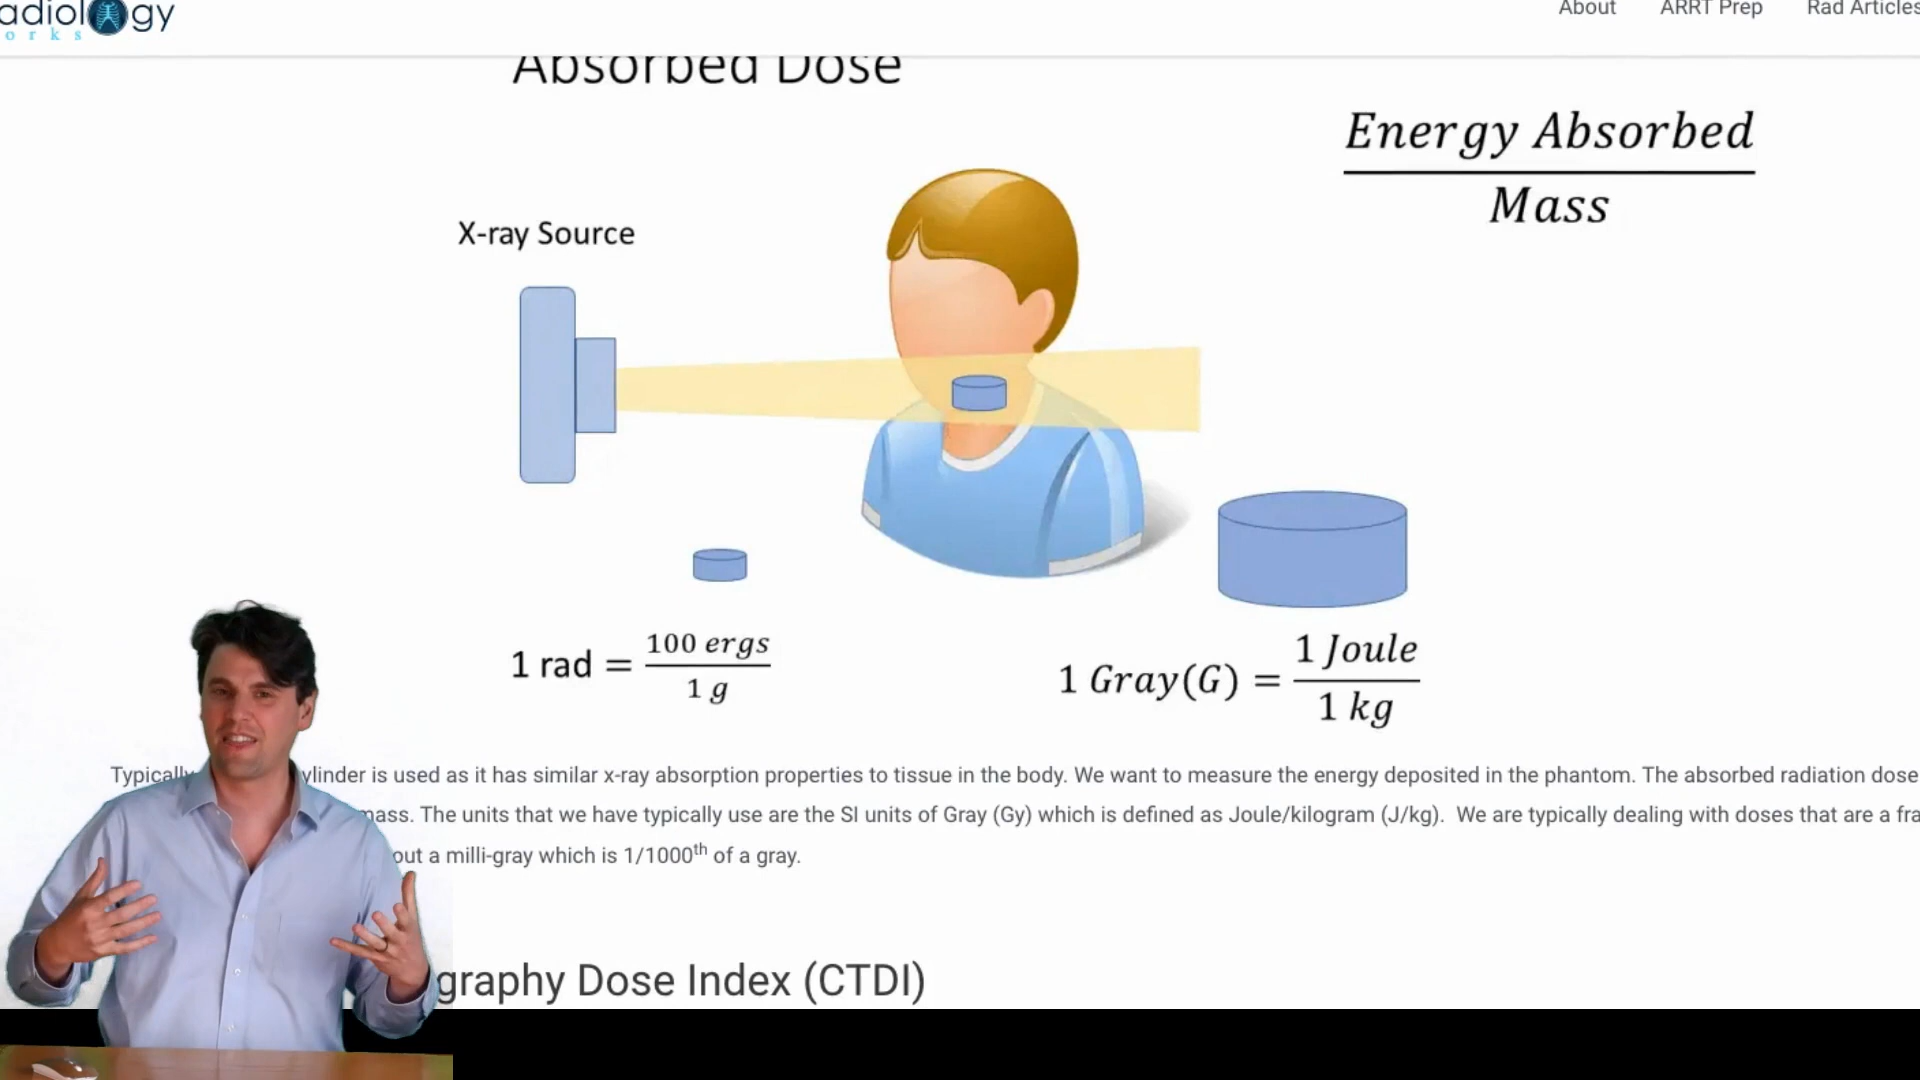 adiology
orks
About ARRT Prep Rad Articles
Absorbed Dose
Energy Absorbed
Mass
X-ray Source
1 rad = 100 ergs / 1 g
1 Gray(G) = 1 Joule / 1 kg
Typically ylinder is used as it has similar x-ray absorption properties to tissue in the body. We want to measure the energy deposited in the phantom. The absorbed radiation dose
mass. The units that we have typically use are the SI units of Gray (Gy) which is defined as Joule/kilogram (J/kg). We are typically dealing with doses that are a fra
out a milli-gray which is 1/1000th of a gray.
graphy Dose Index (CTDI)